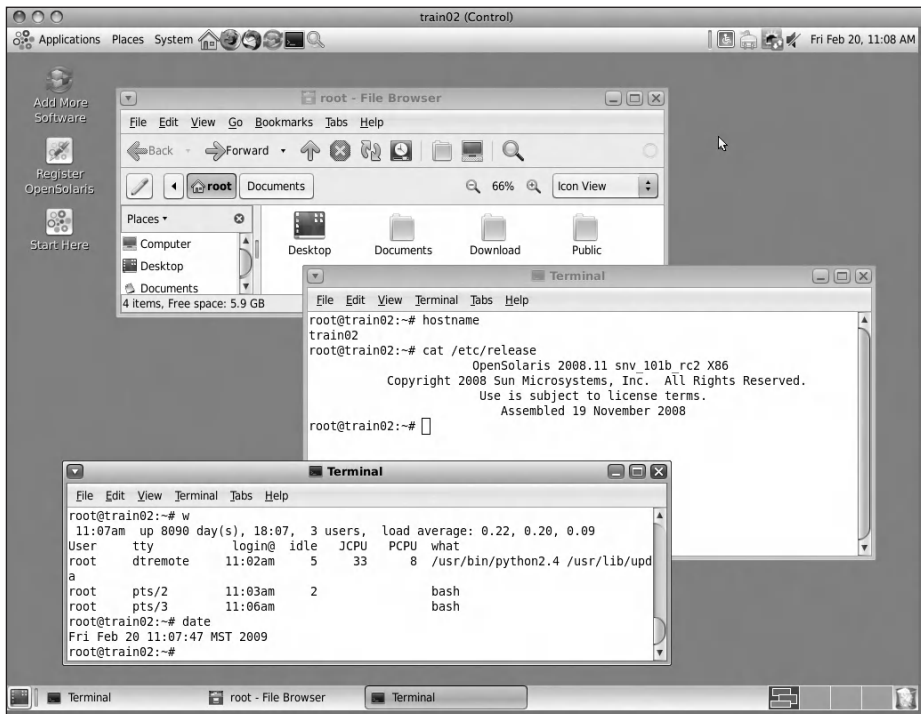 train02 (Control)
Applications Places System Fri Feb 20, 11:08 AM
Add More
Software
Register
OpenSolaris
Start Here
root - File Browser
File Edit View Go Bookmarks Tabs Help
Back Forward
root Documents 66% Icon View
Places
Computer
Desktop
Documents
Desktop Documents Download Public
4 items, Free space: 5.9 GB
Terminal
File Edit View Terminal Tabs Help
root@train02:~# hostname
train02
root@train02:~# cat /etc/release
OpenSolaris 2008.11 snv_101b_rc2 X86
Copyright 2008 Sun Microsystems, Inc. All Rights Reserved.
Use is subject to license terms.
Assembled 19 November 2008
root@train02:~#
Terminal
File Edit View Terminal Tabs Help
root@train02:~# w
11:07am up 8090 day(s), 18:07, 3 users, load average: 0.22, 0.20, 0.09
User tty login@ idle JCPU PCPU what
root dtremote 11:02am 5 33 8 /usr/bin/python2.4 /usr/lib/upd
a
root pts/2 11:03am 2 bash
root pts/3 11:06am bash
root@train02:~# date
Fri Feb 20 11:07:47 MST 2009
root@train02:~#
Terminal root - File Browser Terminal